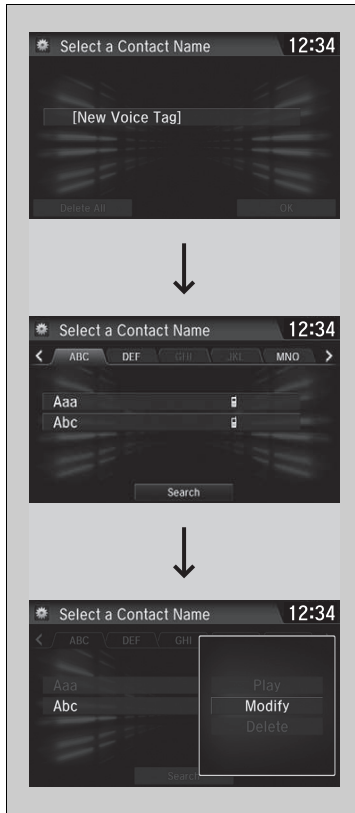 Select a Contact Name 12:34
[New Voice Tag]
Delete All OK
Select a Contact Name 12:34
ABC DEF GHI JKL MNO
Aaa
Abc
Search
Select a Contact Name 12:34
ABC DEF GHI
Aaa Play
Abc Modify
Delete
Search